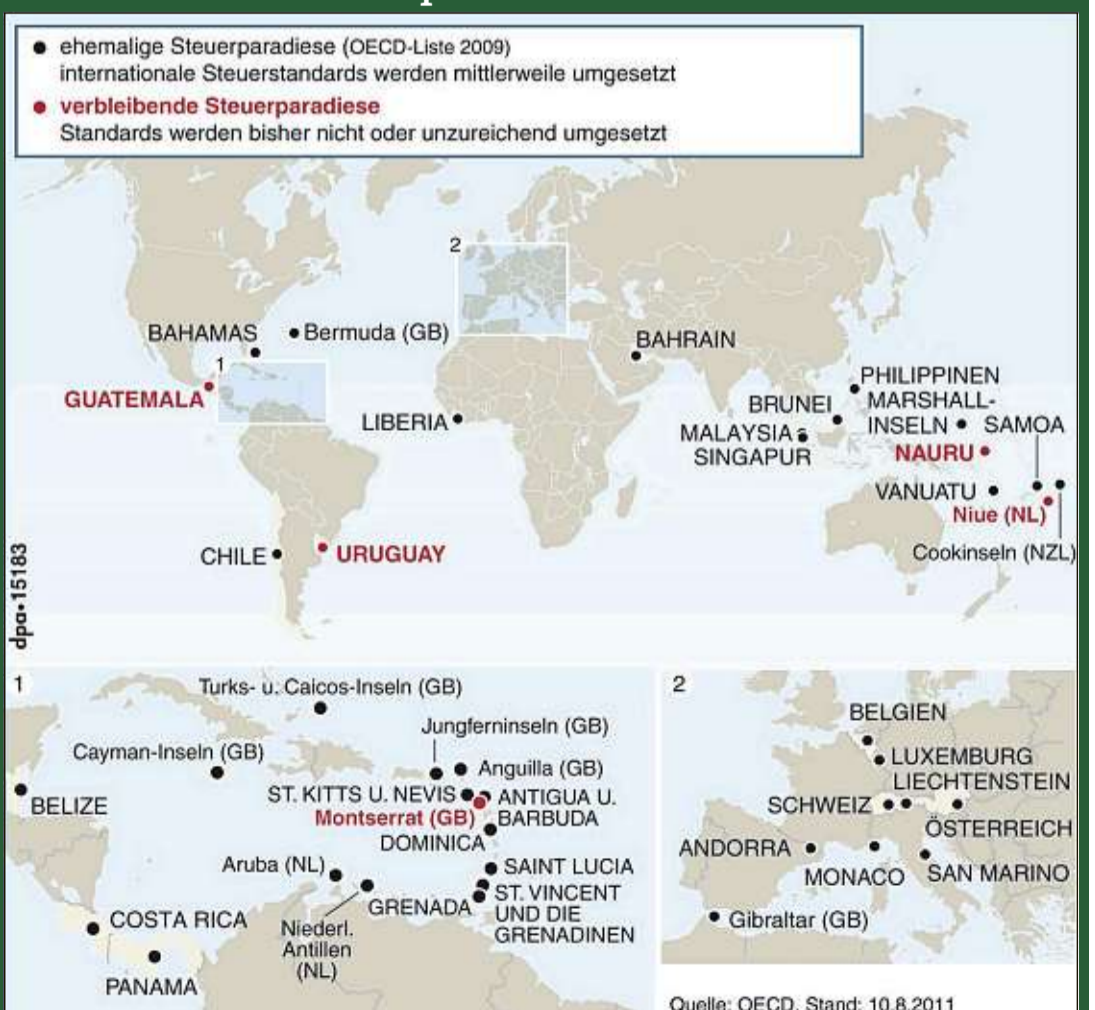 ehemalige Steuerparadiese (OECD-Liste 2009)
internationale Steuerstandards werden mittlerweile umgesetzt
verbleibende Steuerparadiese
Standards werden bisher nicht oder unzureichend umgesetzt
2
BAHAMAS
Bermuda (GB)
BAHRAIN
1
GUATEMALA
LIBERIA
PHILIPPINEN
BRUNEI
MARSHALL-
INSELN
SAMOA
MALAYSIA
SINGAPUR
NAURU
VANUATU
Niue (NL)
CHILE
URUGUAY
Cookinseln (NZL)
dpa•15183
1
Turks- u. Caicos-Inseln (GB)
Jungferninseln (GB)
Cayman-Inseln (GB)
Anguilla (GB)
BELIZE
ST. KITTS U. NEVIS
ANTIGUA U.
BARBUDA
Montserrat (GB)
DOMINICA
Aruba (NL)
SAINT LUCIA
GRENADA
ST. VINCENT
UND DIE
GRENADINEN
COSTA RICA
Niederl.
Antillen
(NL)
PANAMA
2
BELGIEN
LUXEMBURG
LIECHTENSTEIN
SCHWEIZ
ÖSTERREICH
ANDORRA
MONACO
SAN MARINO
Gibraltar (GB)
Quelle: OECD, Stand: 10.8.2011